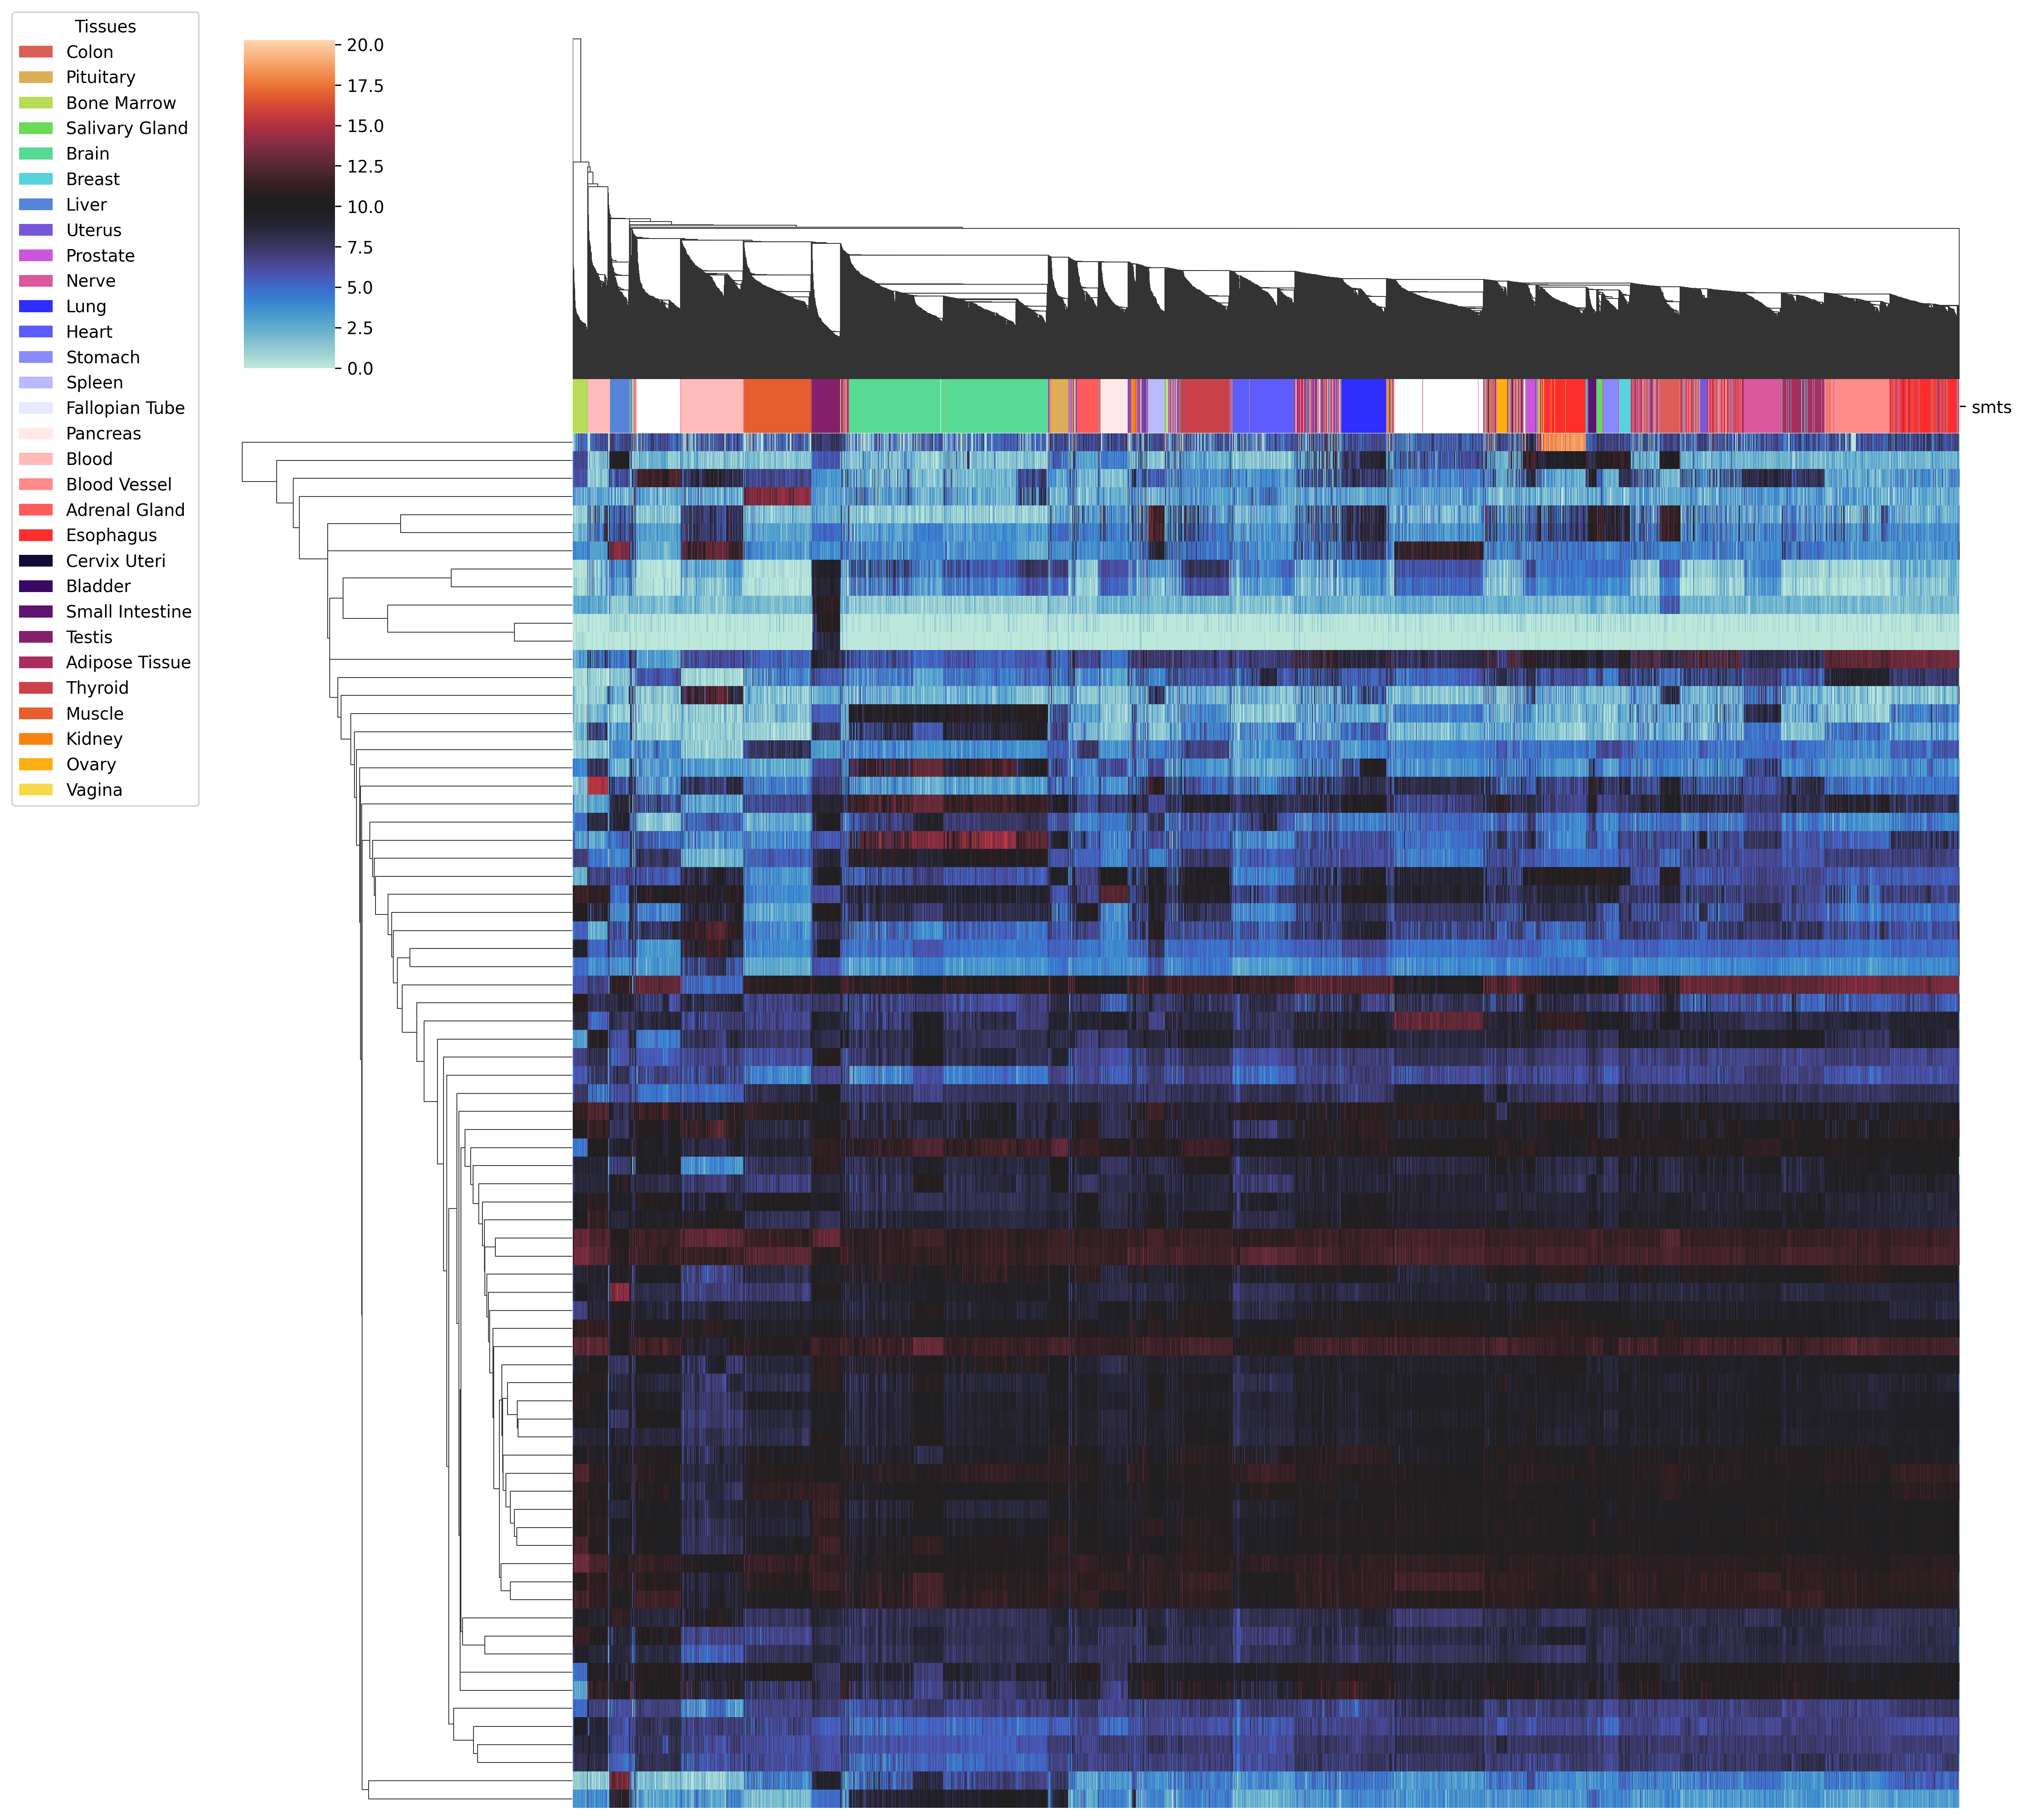 Tissues
Colon
Pituitary
Bone Marrow
Salivary Gland
Brain
Breast
Liver
Uterus
Prostate
Nerve
Lung
Heart
Stomach
Spleen
Fallopian Tube
Pancreas
Blood
Blood Vessel
Adrenal Gland
Esophagus
Cervix Uteri
Bladder
Small Intestine
Testis
Adipose Tissue
Thyroid
Muscle
Kidney
Ovary
Vagina
20.0
17.5
15.0
12.5
10.0
7.5
5.0
2.5
0.0
smts